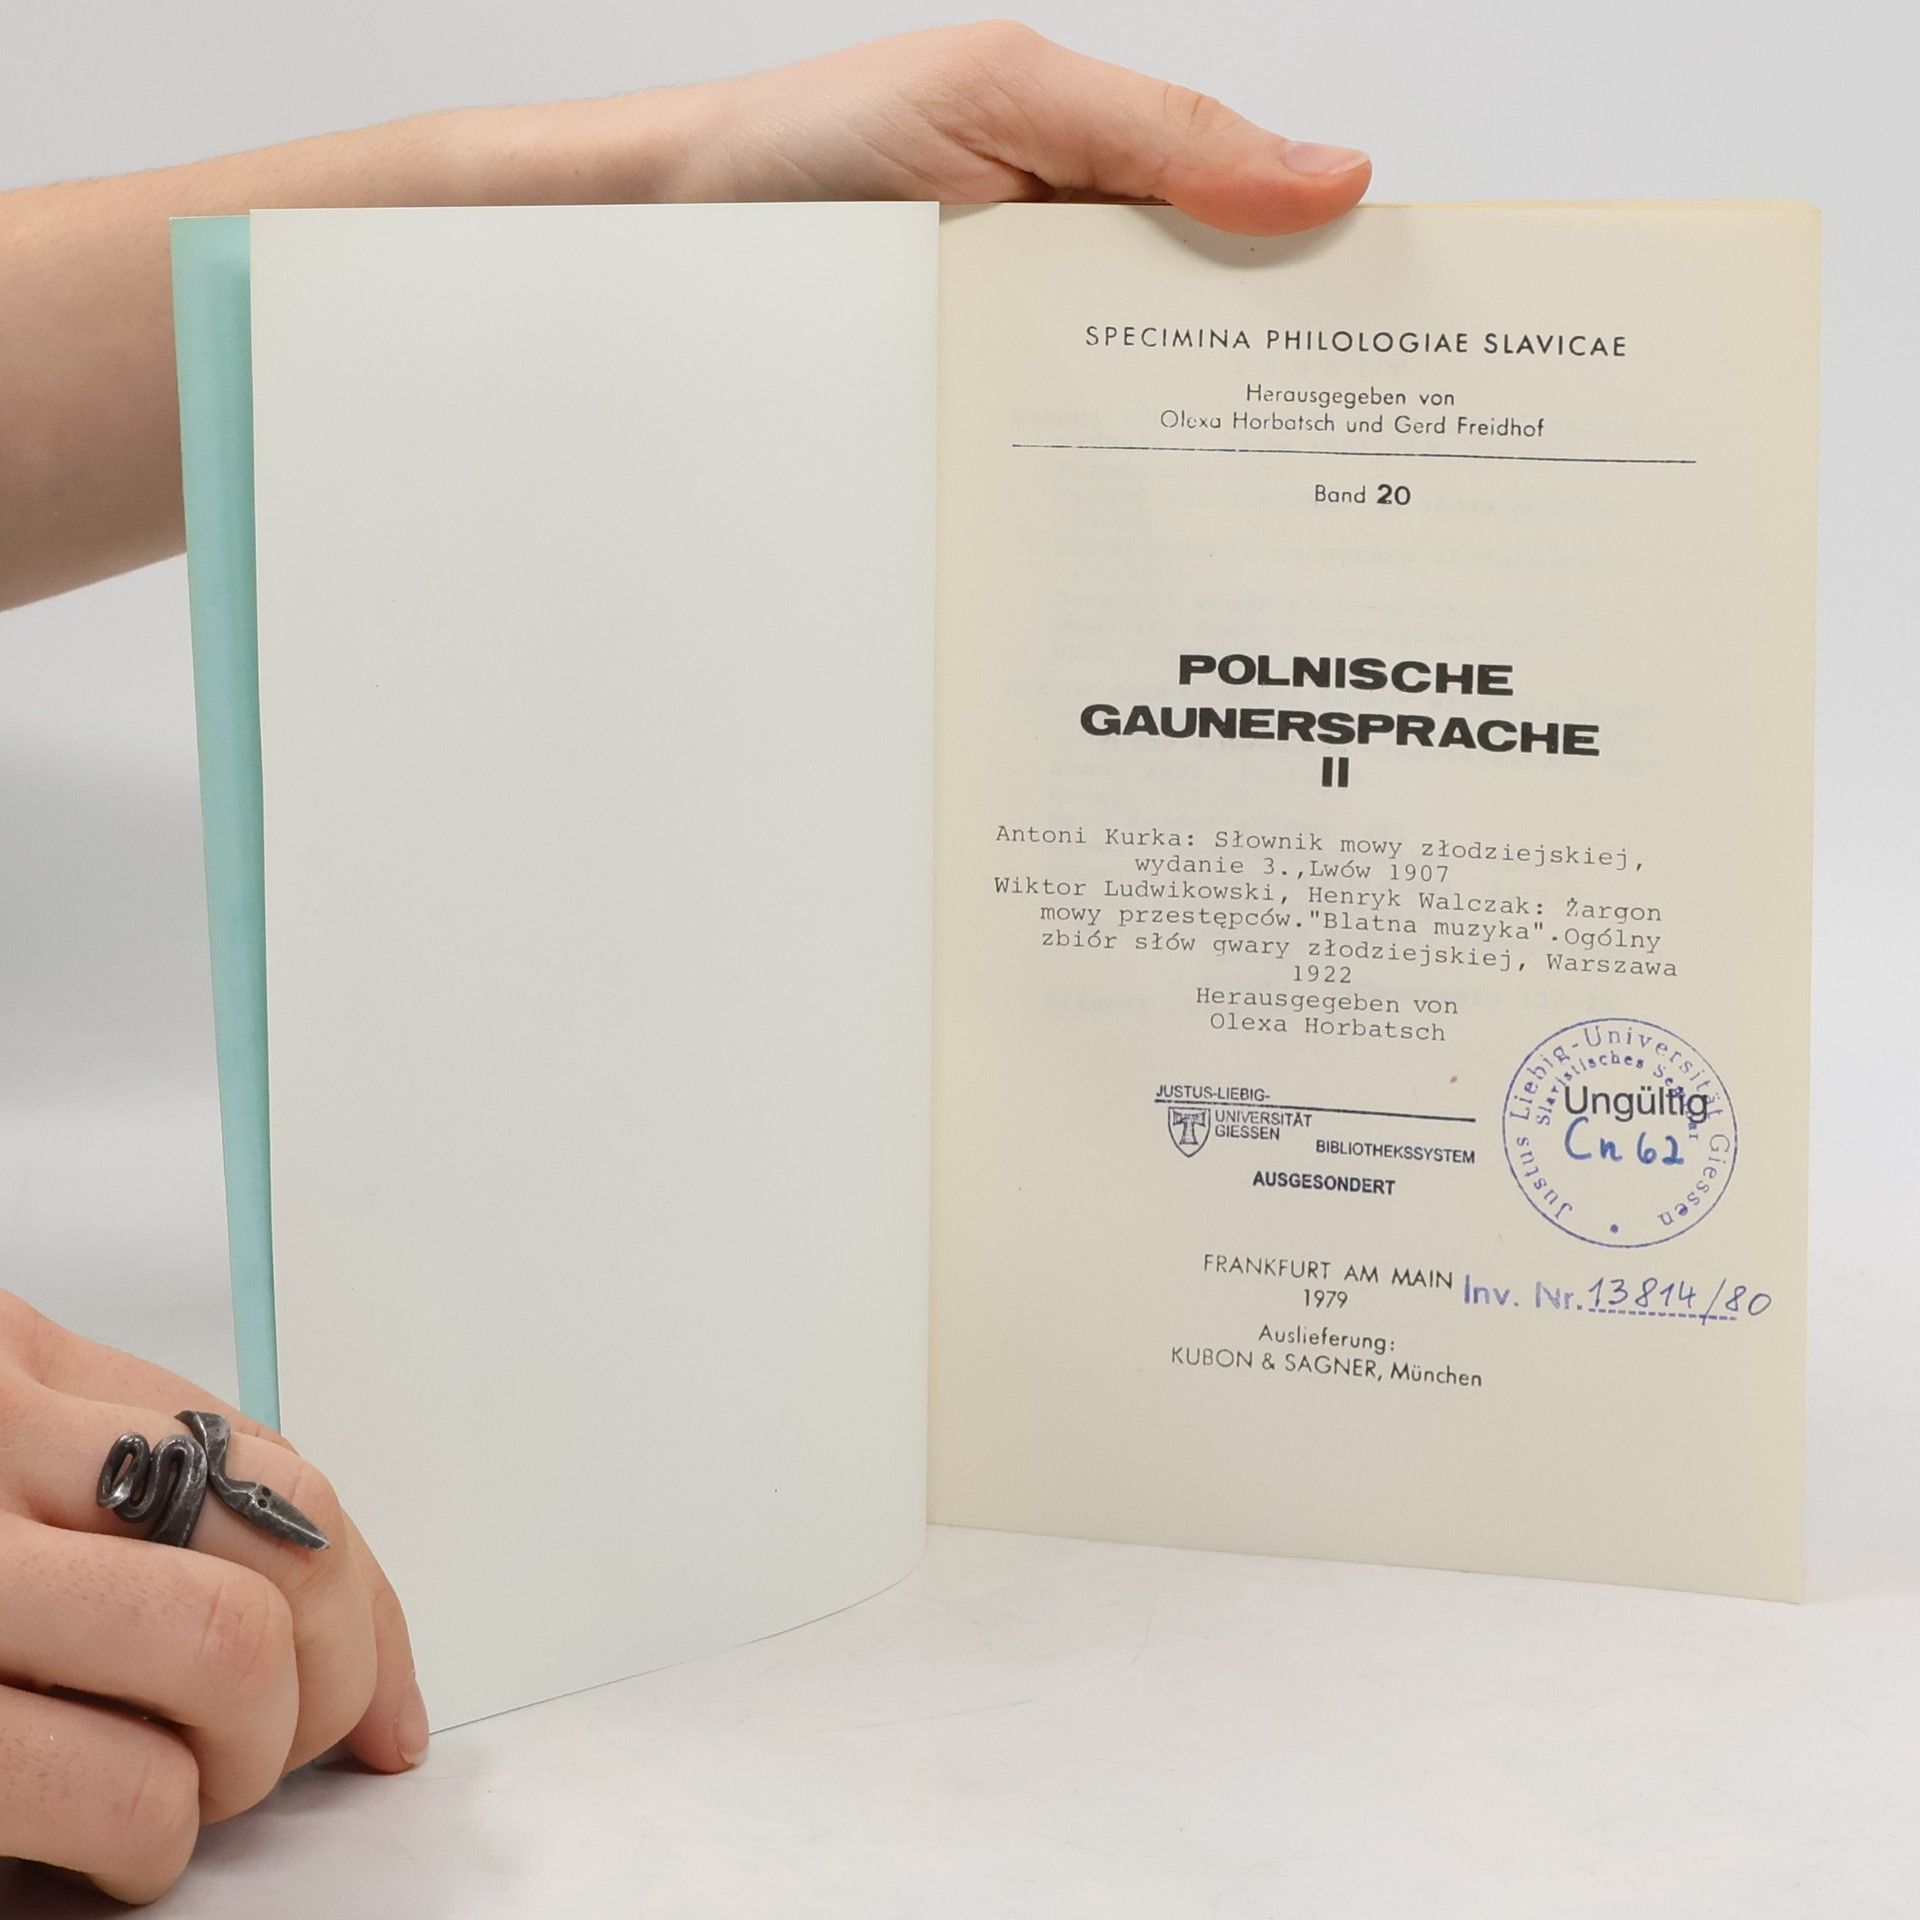 SPECIMINA PHILOLOGIAE SLAVICAE
Herausgegeben von
Olexa Horbatsch und Gerd Freidhof
Band 20
POLNISCHE
GAUNERSPRACHE
II
Antoni Kurka: Słownik mowy złodziejskiej,
wydanie 3.,Lwów 1907
Wiktor Ludwikowski, Henryk Walczak: Żargon
mowy przestępców."Blatna muzyka".Ogólny
zbiór słów gwary złodziejskiej, Warszawa
1922
Herausgegeben von
Olexa Horbatsch
JUSTUS-LIEBIG-
UNIVERSITÄT
GIESSEN
BIBLIOTHEKSSYSTEM
AUSGESONDERT
Justus Liebig-Universität Giessen
Slavistisches Seminar
Ungültig
Cn 62
FRANKFURT AM MAIN
1979
Inv. Nr. 13814/80
Auslieferung:
KUBON & SAGNER, München